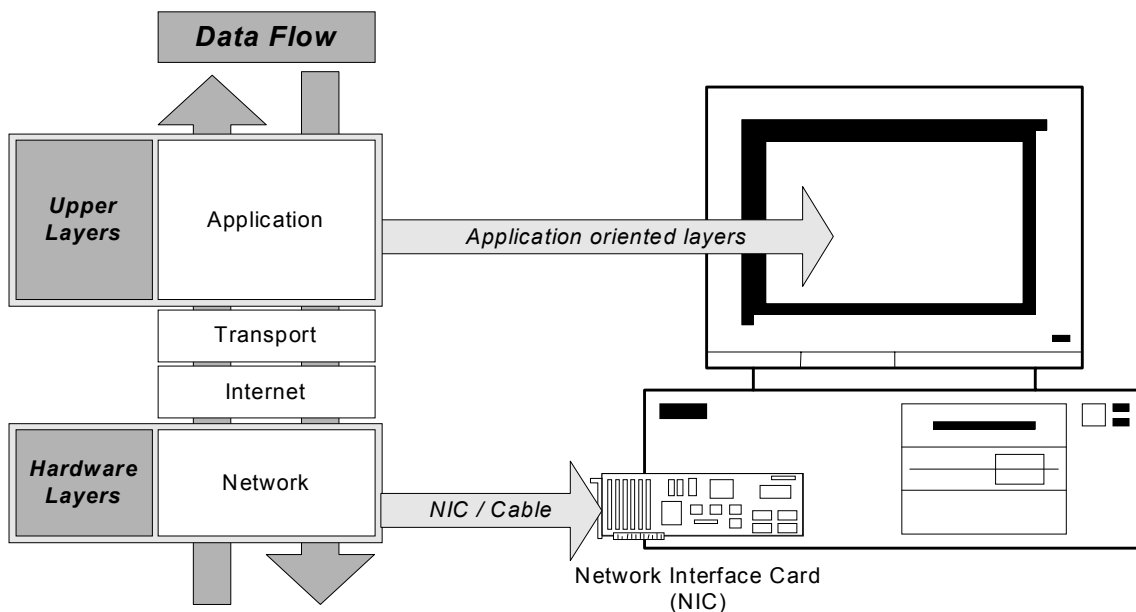 Data Flow
Upper
Layers
Application
Application oriented layers
Transport
Internet
Hardware
Layers
Network
NIC / Cable
Network Interface Card
(NIC)